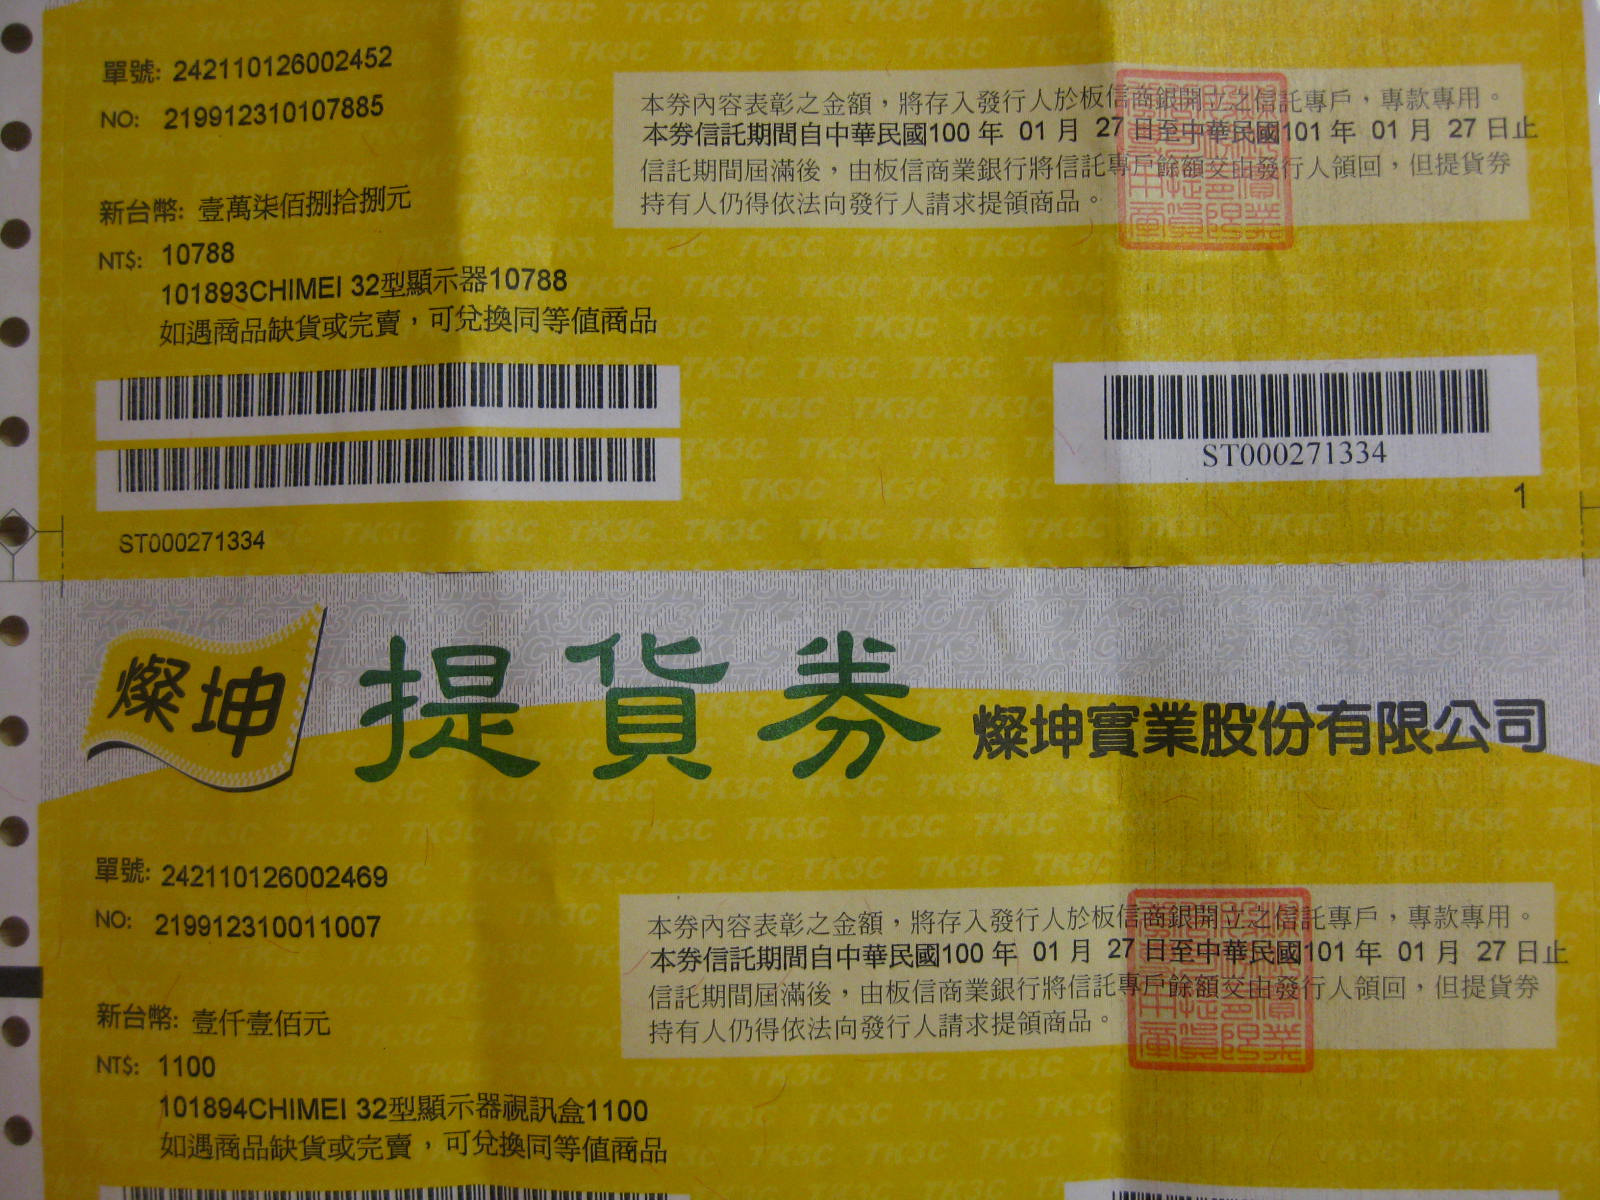 單號: 242110126002452
NO: 219912310107885
本券內容表彰之金額，將存入發行人於板信商銀開立之信託專戶，專款專用。
本券信託期間自中華民國100 年 01 月 27 日至中華民國101 年 01 月 27 日止
信託期間屆滿後，由板信商業銀行將信託專戶餘額交由發行人領回，但提貨券
持有人仍得依法向發行人請求提領商品。
新台幣: 壹萬柒佰捌拾捌元
NT$: 10788
101893CHIMEI 32型顯示器10788
如遇商品缺貨或完賣，可兌換同等值商品
ST000271334
1
ST000271334
燦坤
提貨券
燦坤實業股份有限公司
單號: 242110126002469
NO: 219912310011007
本券內容表彰之金額，將存入發行人於板信商銀開立之信託專戶，專款專用。
本券信託期間自中華民國100 年 01 月 27 日至中華民國101 年 01 月 27 日止
信託期間屆滿後，由板信商業銀行將信託專戶餘額交由發行人領回，但提貨券
持有人仍得依法向發行人請求提領商品。
新台幣: 壹仟壹佰元
NT$: 1100
101894CHIMEI 32型顯示器視訊盒1100
如遇商品缺貨或完賣，可兌換同等值商品